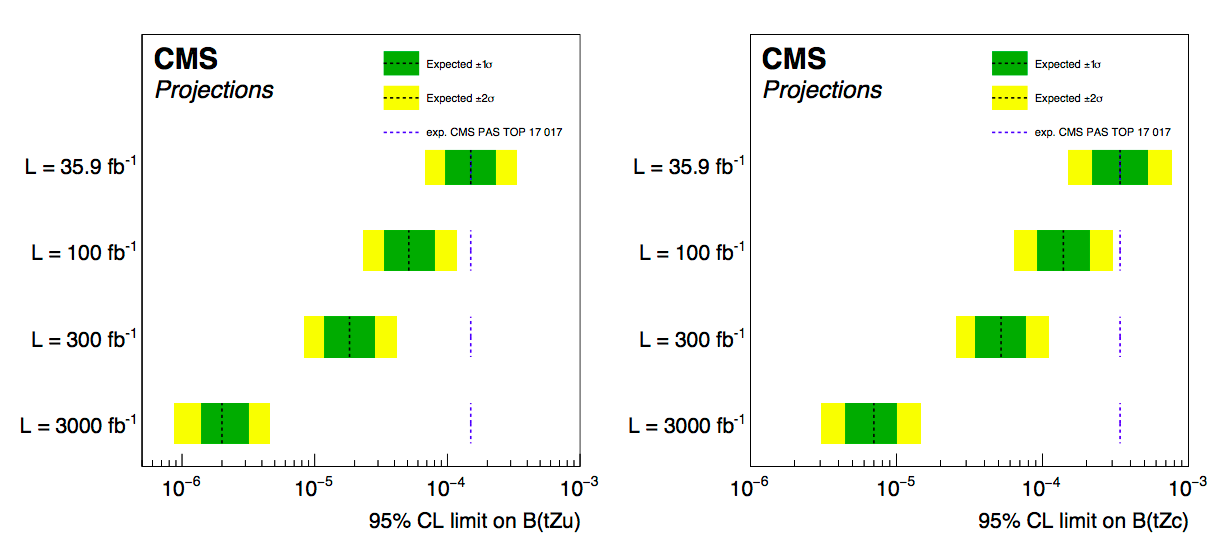 CMS
Projections
Expected ±1σ
Expected ±2σ
exp. CMS PAS TOP 17 017
L = 35.9 fb⁻¹
L = 100 fb⁻¹
L = 300 fb⁻¹
L = 3000 fb⁻¹
10⁻⁶ 10⁻⁵ 10⁻⁴ 10⁻³
95% CL limit on B(tZu)
CMS
Projections
Expected ±1σ
Expected ±2σ
exp. CMS PAS TOP 17 017
L = 35.9 fb⁻¹
L = 100 fb⁻¹
L = 300 fb⁻¹
L = 3000 fb⁻¹
10⁻⁶ 10⁻⁵ 10⁻⁴ 10⁻³
95% CL limit on B(tZc)